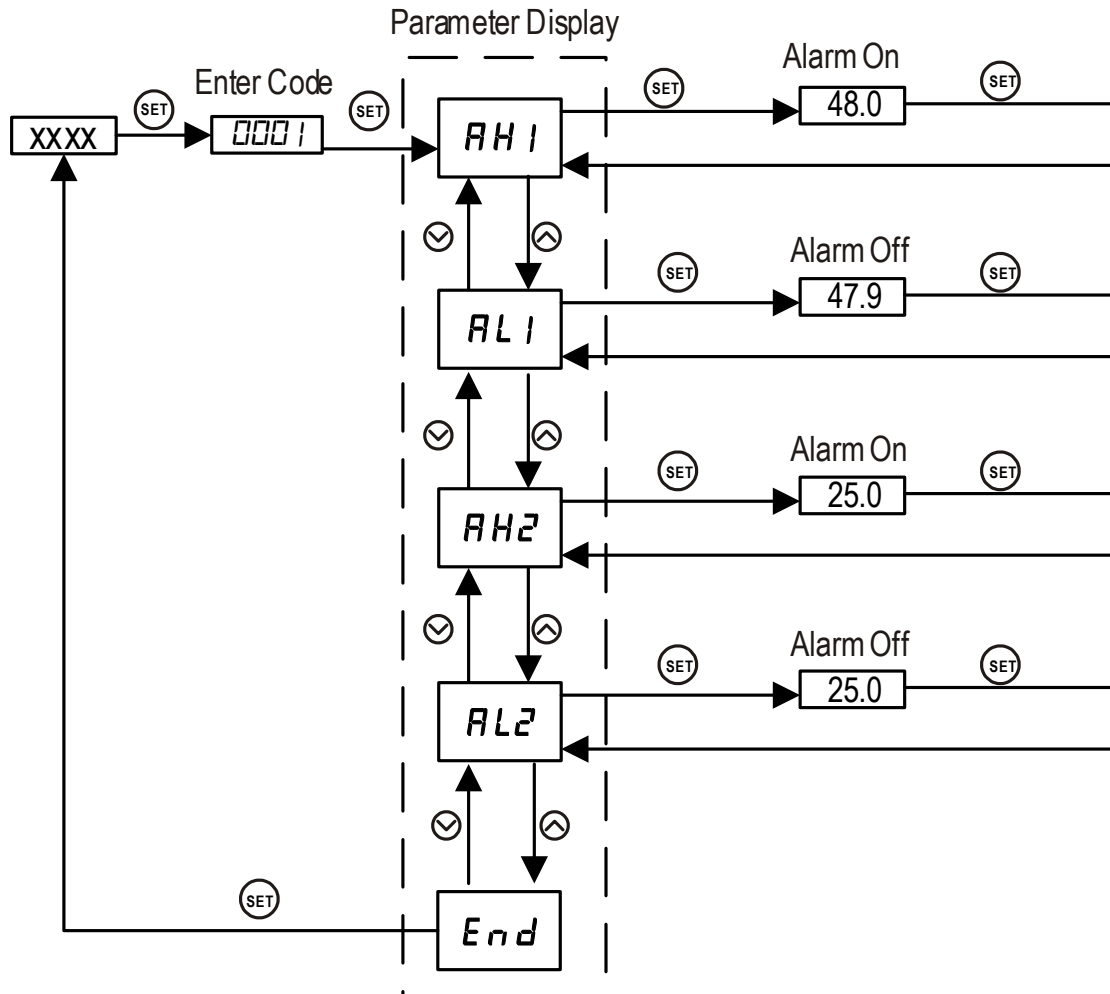 Parameter Display
Alarm On
Enter Code
SET
SET
SET
48.0
SET
XXXX
0001
AH1
Alarm Off
SET
47.9
SET
AL1
Alarm On
SET
25.0
SET
AH2
Alarm Off
SET
25.0
SET
AL2
SET
End